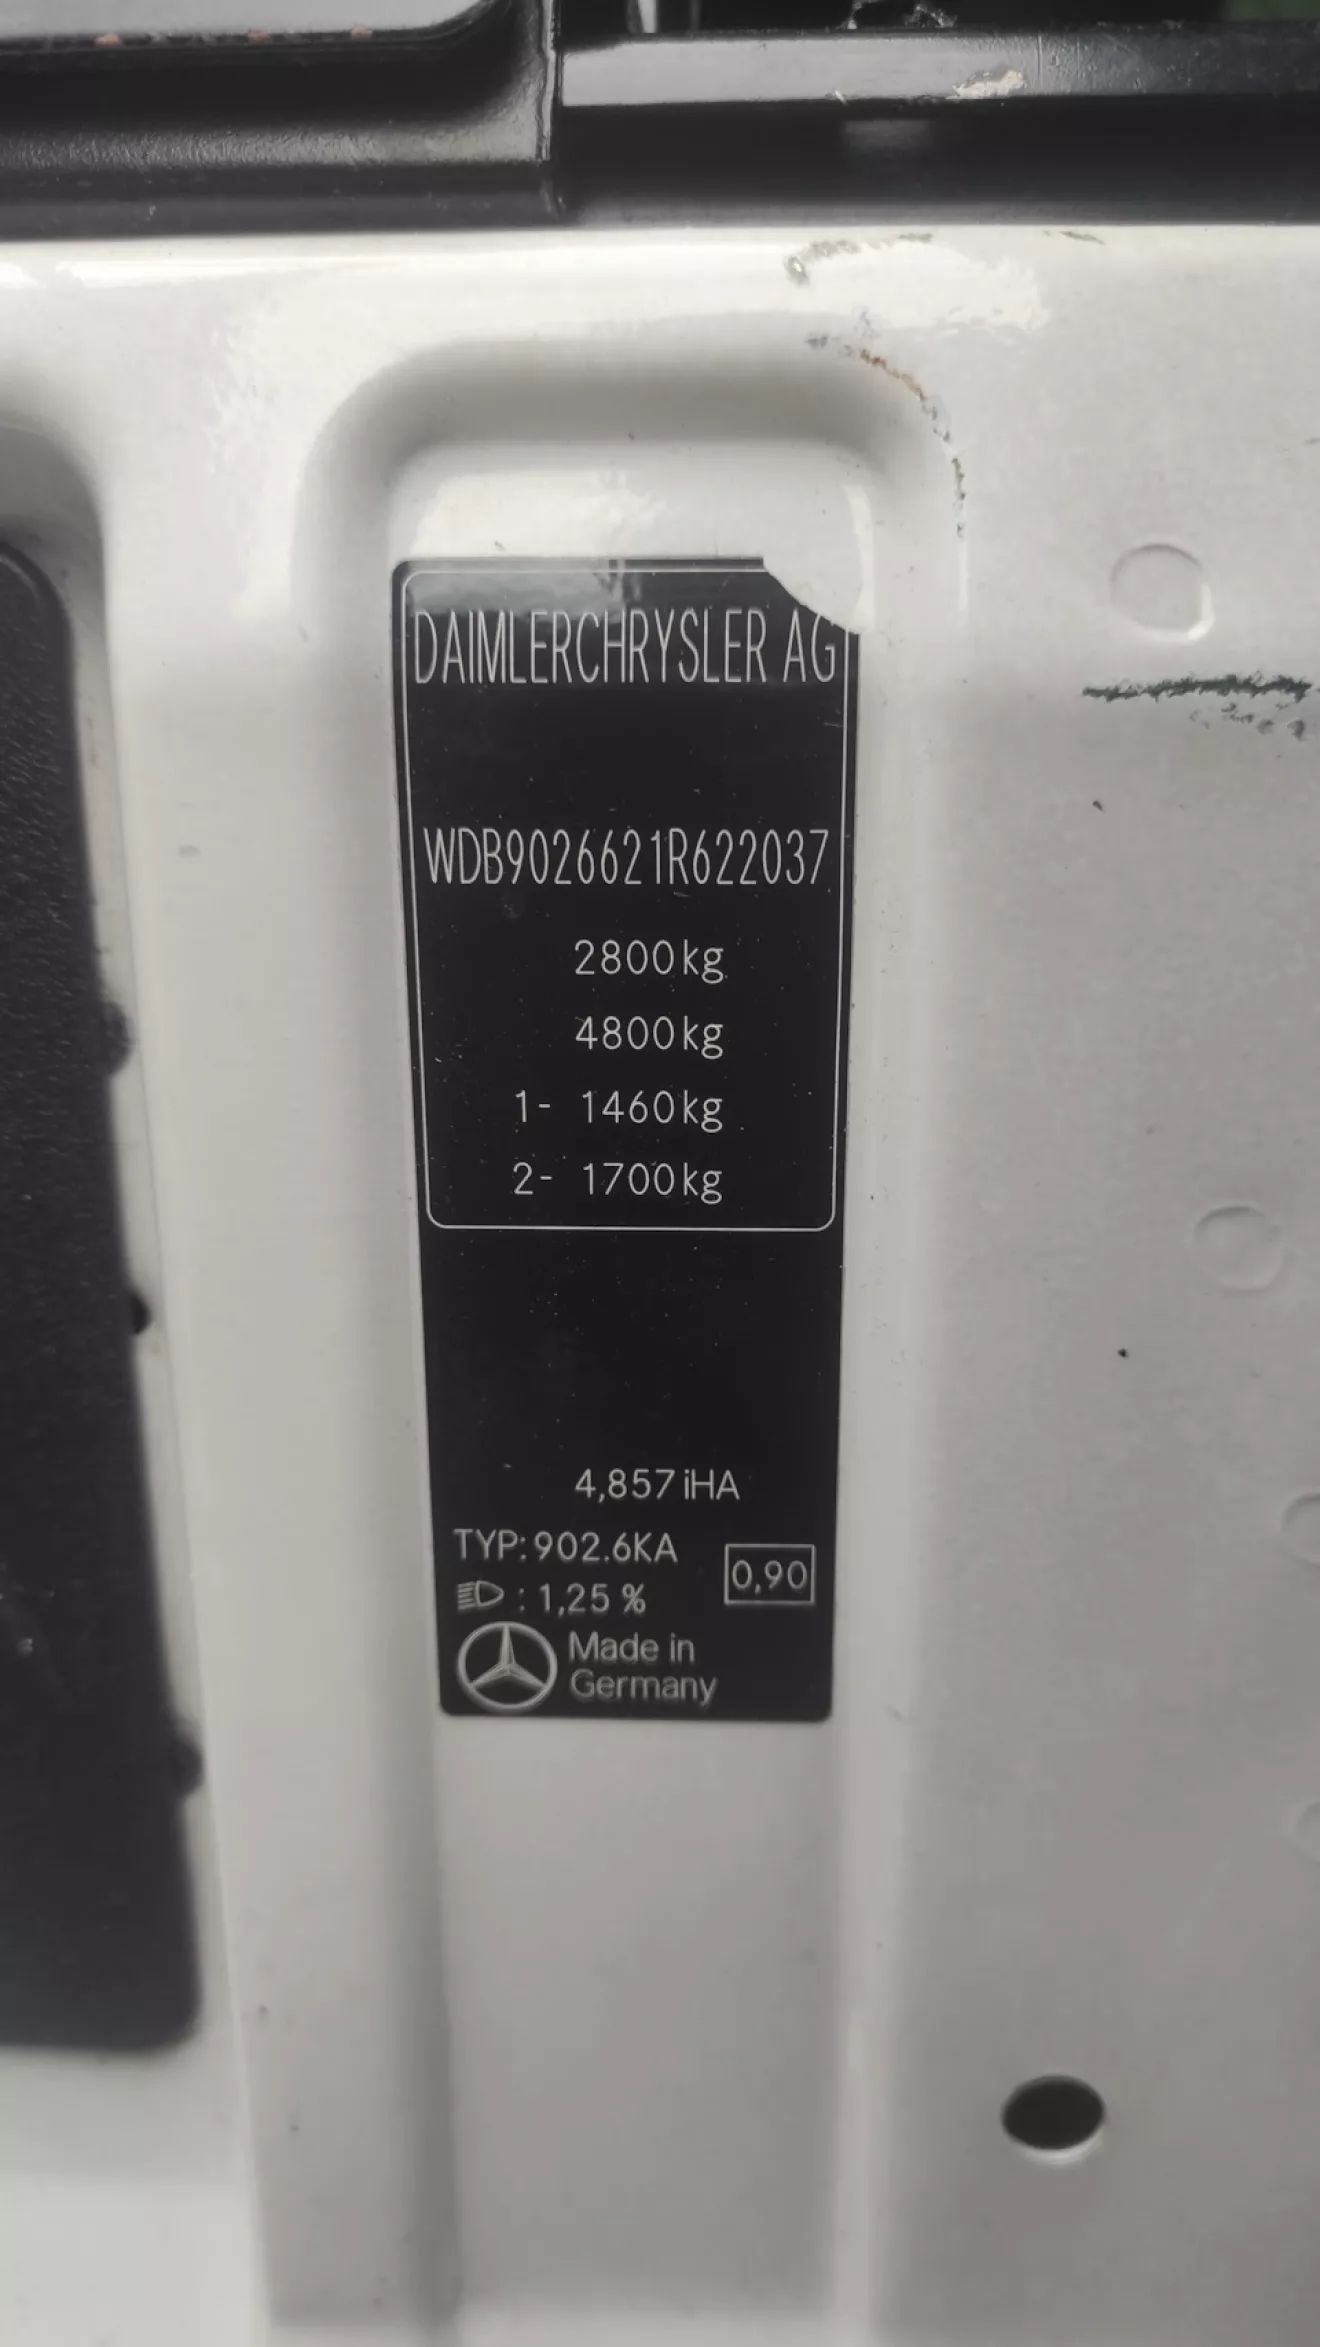 DAIMLERCHRYSLER AG
WDB9026621R622037
2800kg
4800kg
1- 1460kg
2- 1700kg
4,857 iHA
TYP:902.6KA
: 1,25 %
0,90
Made in
Germany